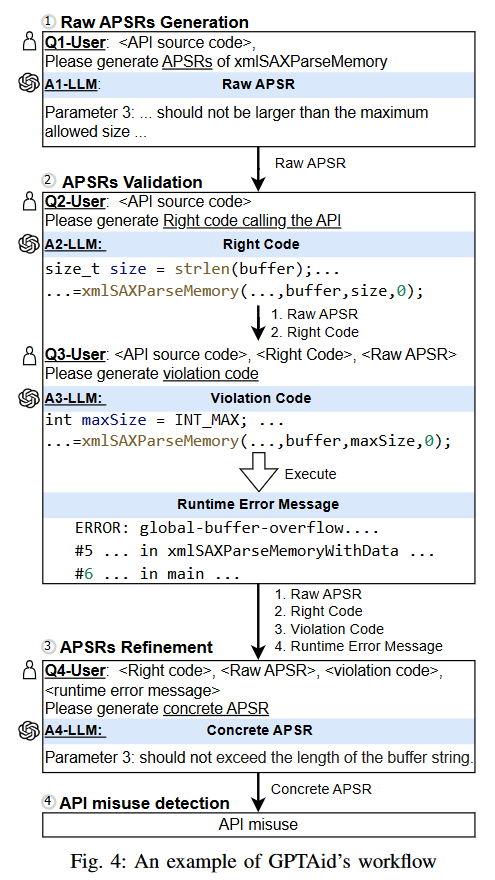 1 Raw APSRs Generation
Q1-User: <API source code>,
Please generate APSRs of xmlSAXParseMemory
A1-LLM: Raw APSR
Parameter 3: ... should not be larger than the maximum
allowed size ...
Raw APSR
2 APSRs Validation
Q2-User: <API source code>
Please generate Right code calling the API
A2-LLM: Right Code
size_t size = strlen(buffer);...
...=xmlSAXParseMemory(...,buffer,size,0);
1. Raw APSR
2. Right Code
Q3-User: <API source code>, <Right Code>, <Raw APSR>
Please generate violation code
A3-LLM: Violation Code
int maxSize = INT_MAX; ...
...=xmlSAXParseMemory(...,buffer,maxSize,0);
Execute
Runtime Error Message
ERROR: global-buffer-overflow....
#5 ... in xmlSAXParseMemoryWithData ...
#6 ... in main ...
1. Raw APSR
2. Right Code
3. Violation Code
4. Runtime Error Message
3 APSRs Refinement
Q4-User: <Right code>, <Raw APSR>, <violation code>,
<runtime error message>
Please generate concrete APSR
A4-LLM: Concrete APSR
Parameter 3: should not exceed the length of the buffer string.
Concrete APSR
4 API misuse detection
API misuse
Fig. 4: An example of GPTAid's workflow